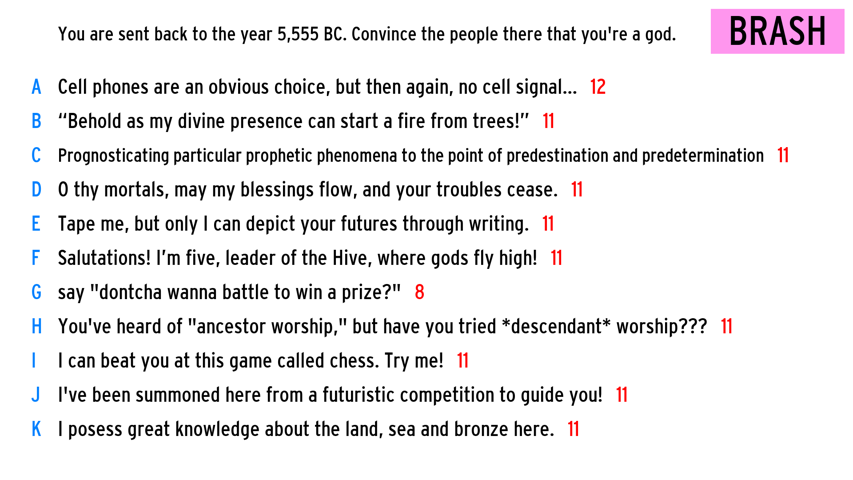 You are sent back to the year 5,555 BC. Convince the people there that you're a god.
BRASH
A Cell phones are an obvious choice, but then again, no cell signal... 12
B “Behold as my divine presence can start a fire from trees!” 11
C Prognosticating particular prophetic phenomena to the point of predestination and predetermination 11
D O thy mortals, may my blessings flow, and your troubles cease. 11
E Tape me, but only I can depict your futures through writing. 11
F Salutations! I’m five, leader of the Hive, where gods fly high! 11
G say "dontcha wanna battle to win a prize?" 8
H You've heard of "ancestor worship," but have you tried *descendant* worship??? 11
I I can beat you at this game called chess. Try me! 11
J I've been summoned here from a futuristic competition to guide you! 11
K I posess great knowledge about the land, sea and bronze here. 11